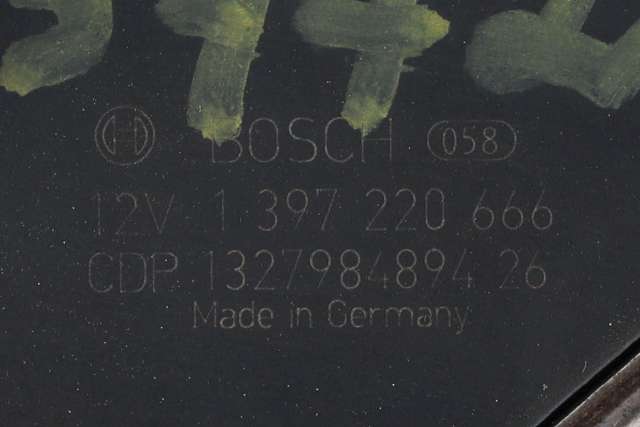 BOSCH 058
12V 1 397 220 666
CDP 1327984894 26
Made in Germany